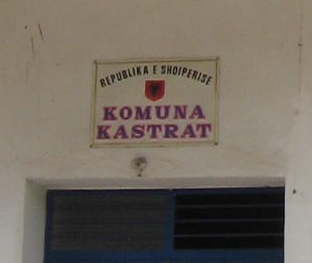 REPUBLIKA E SHQIPERISE
KOMUNA
KASTRAT